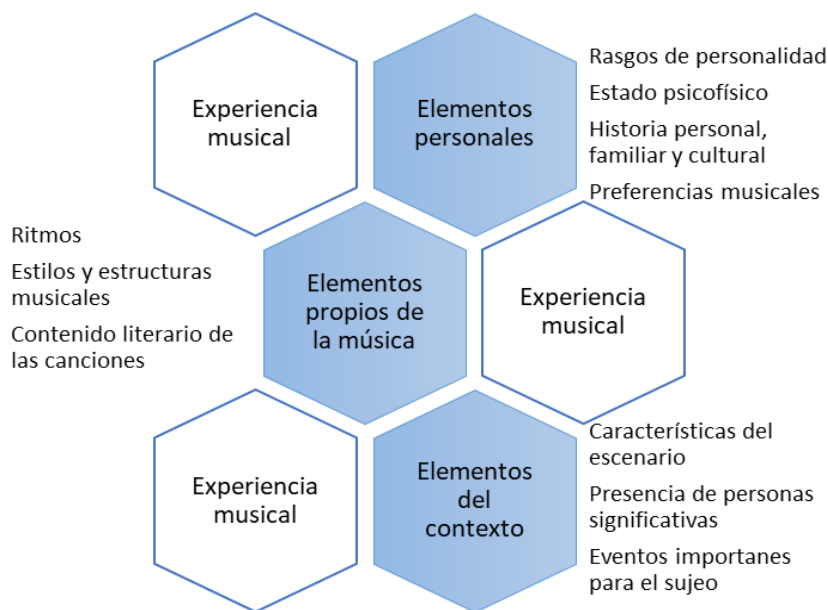 Experiencia
musical
Elementos
personales
Rasgos de personalidad
Estado psicofísico
Historia personal,
familiar y cultural
Preferencias musicales
Ritmos
Estilos y estructuras
musicales
Contenido literario de
las canciones
Elementos
propios de
la música
Experiencia
musical
Experiencia
musical
Elementos
del
contexto
Características del
escenario
Presencia de personas
significativas
Eventos importanes
para el sujeo